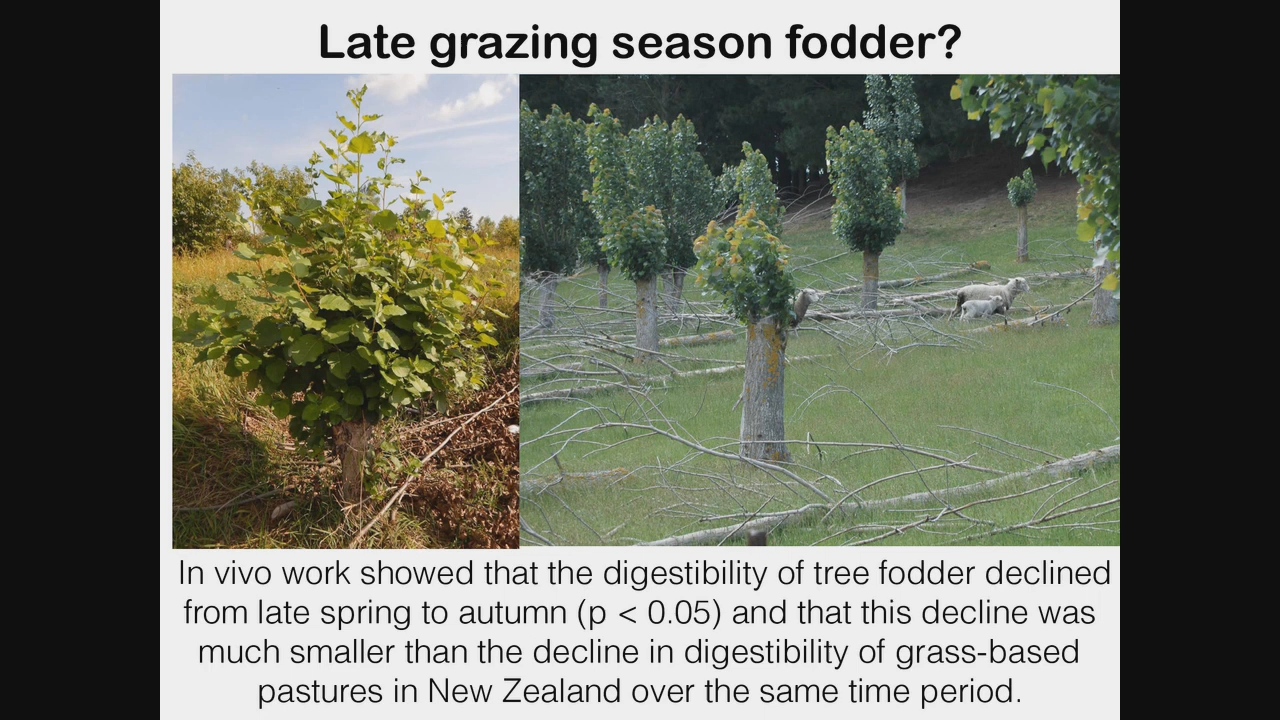 Late grazing season fodder?
In vivo work showed that the digestibility of tree fodder declined
from late spring to autumn (p < 0.05) and that this decline was
much smaller than the decline in digestibility of grass-based
pastures in New Zealand over the same time period.